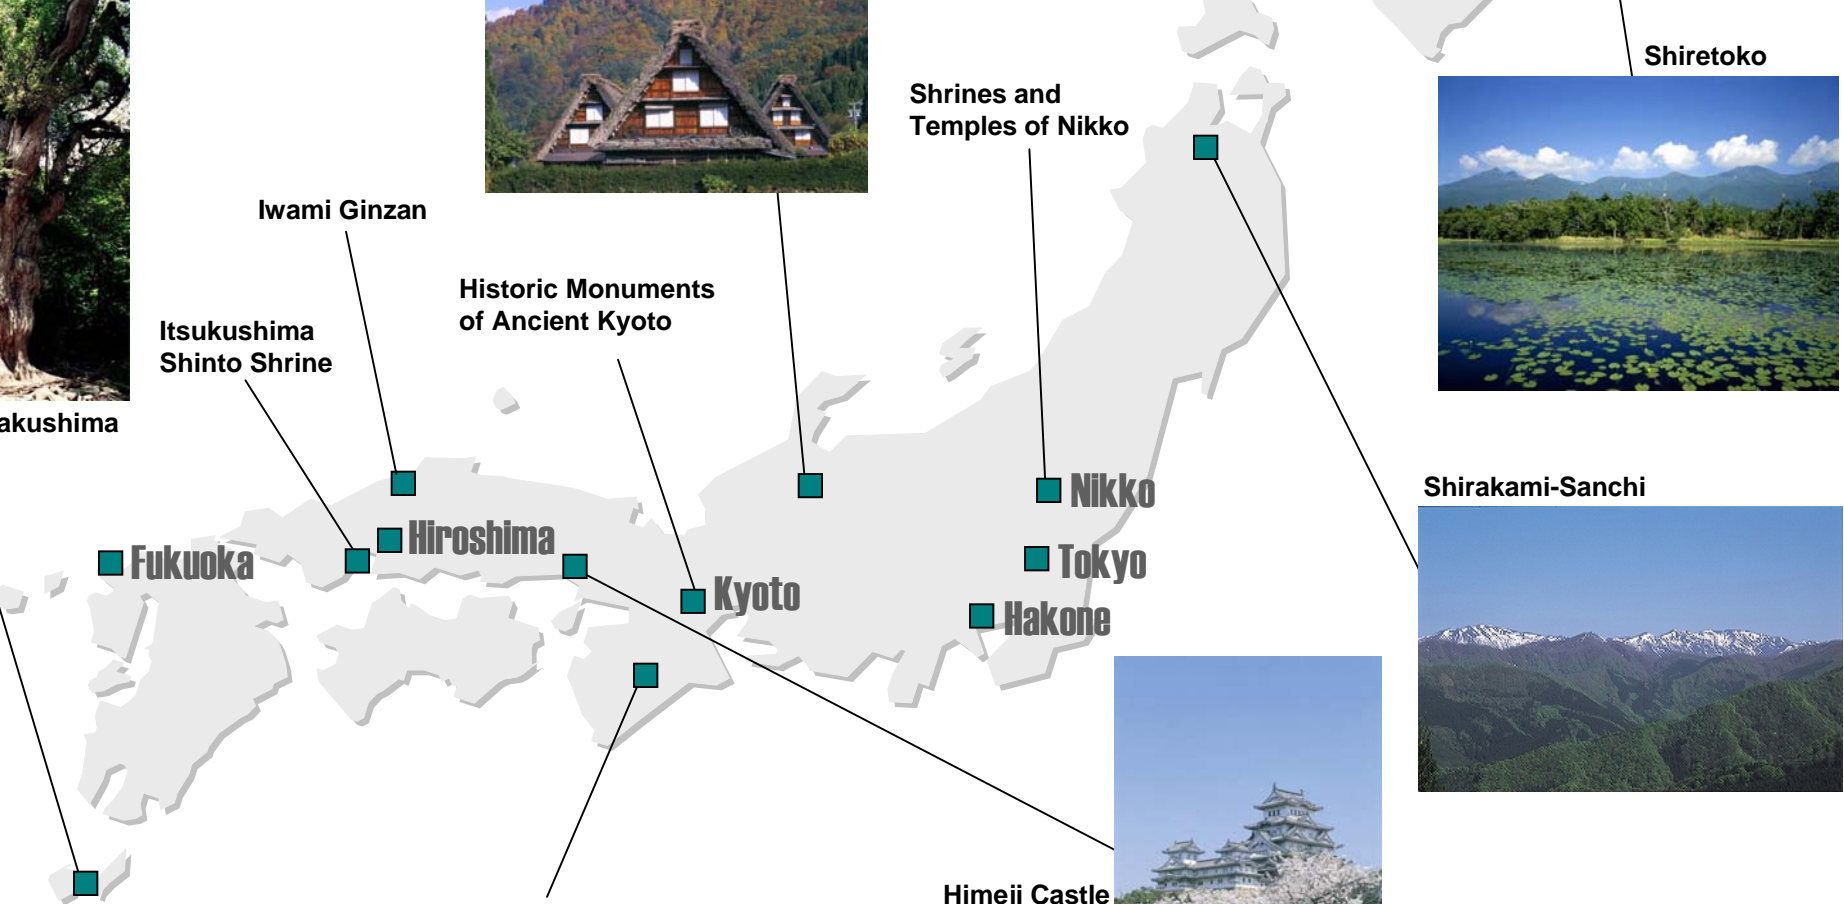 Shiretoko
Shrines and
Temples of Nikko
Iwami Ginzan
Historic Monuments
of Ancient Kyoto
Itsukushima
Shinto Shrine
akushima
Shirakami-Sanchi
Nikko
Hiroshima
Fukuoka
Tokyo
Kyoto
Hakone
Himeji Castle